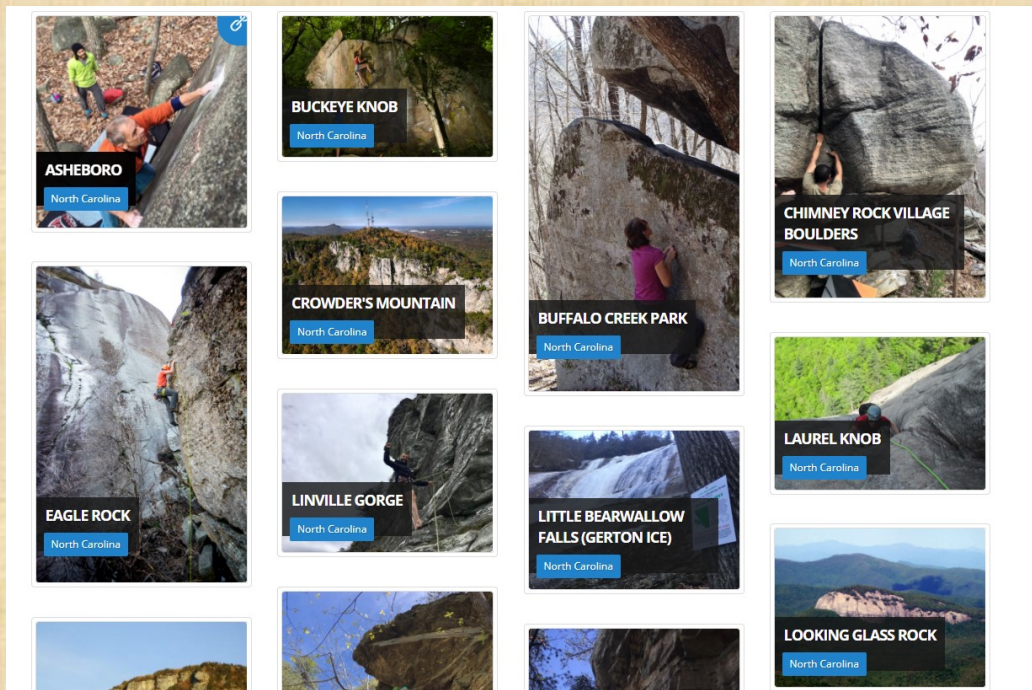 ASHEBORO
North Carolina
BUCKEYE KNOB
North Carolina
BUFFALO CREEK PARK
North Carolina
CHIMNEY ROCK VILLAGE
BOULDERS
North Carolina
CROWDER'S MOUNTAIN
North Carolina
EAGLE ROCK
North Carolina
LAUREL KNOB
North Carolina
LINVILLE GORGE
North Carolina
LITTLE BEARWALLOW
FALLS (GERTON ICE)
North Carolina
LOOKING GLASS ROCK
North Carolina